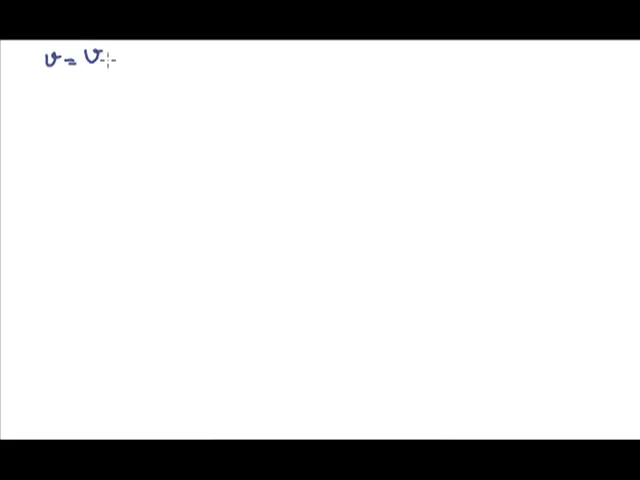 v = v